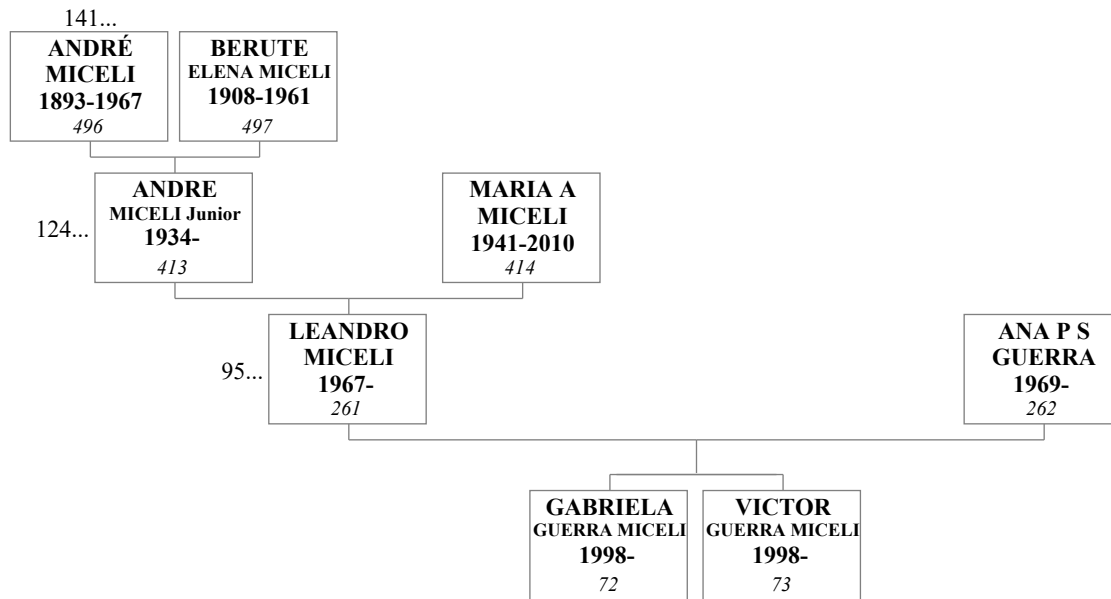 141...
ANDRÉ
MICELI
1893-1967
496
BERUTE
ELENA MICELI
1908-1961
497
124...
ANDRE
MICELI Junior
1934-
413
MARIA A
MICELI
1941-2010
414
95...
LEANDRO
MICELI
1967-
261
ANA P S
GUERRA
1969-
262
GABRIELA
GUERRA MICELI
1998-
72
VICTOR
GUERRA MICELI
1998-
73